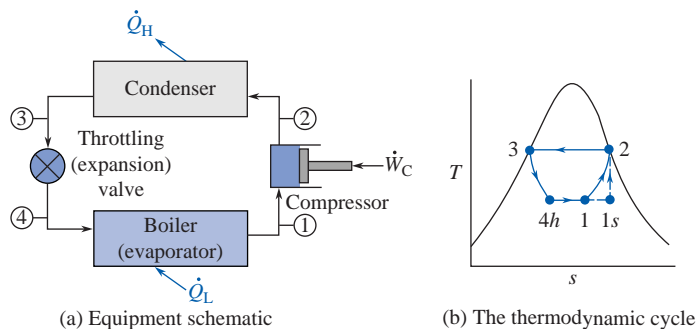 Q̇H
Condenser
3
2
Throttling
(expansion)
valve
ẆC
Compressor
4
Boiler
(evaporator)
1
Q̇L
(a) Equipment schematic
T
3
2
4h
1
1s
s
(b) The thermodynamic cycle